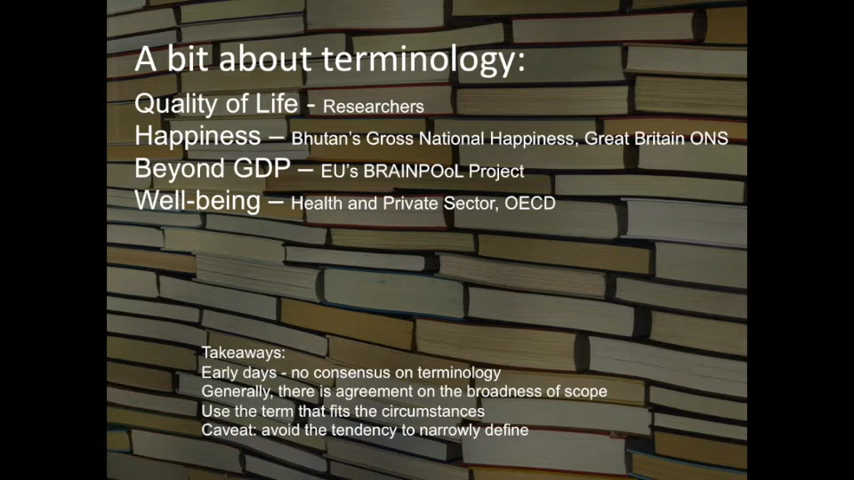 A bit about terminology:
Quality of Life - Researchers
Happiness – Bhutan's Gross National Happiness, Great Britain ONS
Beyond GDP – EU's BRAINPOoL Project
Well-being – Health and Private Sector, OECD
Takeaways:
Early days - no consensus on terminology
Generally, there is agreement on the broadness of scope
Use the term that fits the circumstances
Caveat: avoid the tendency to narrowly define